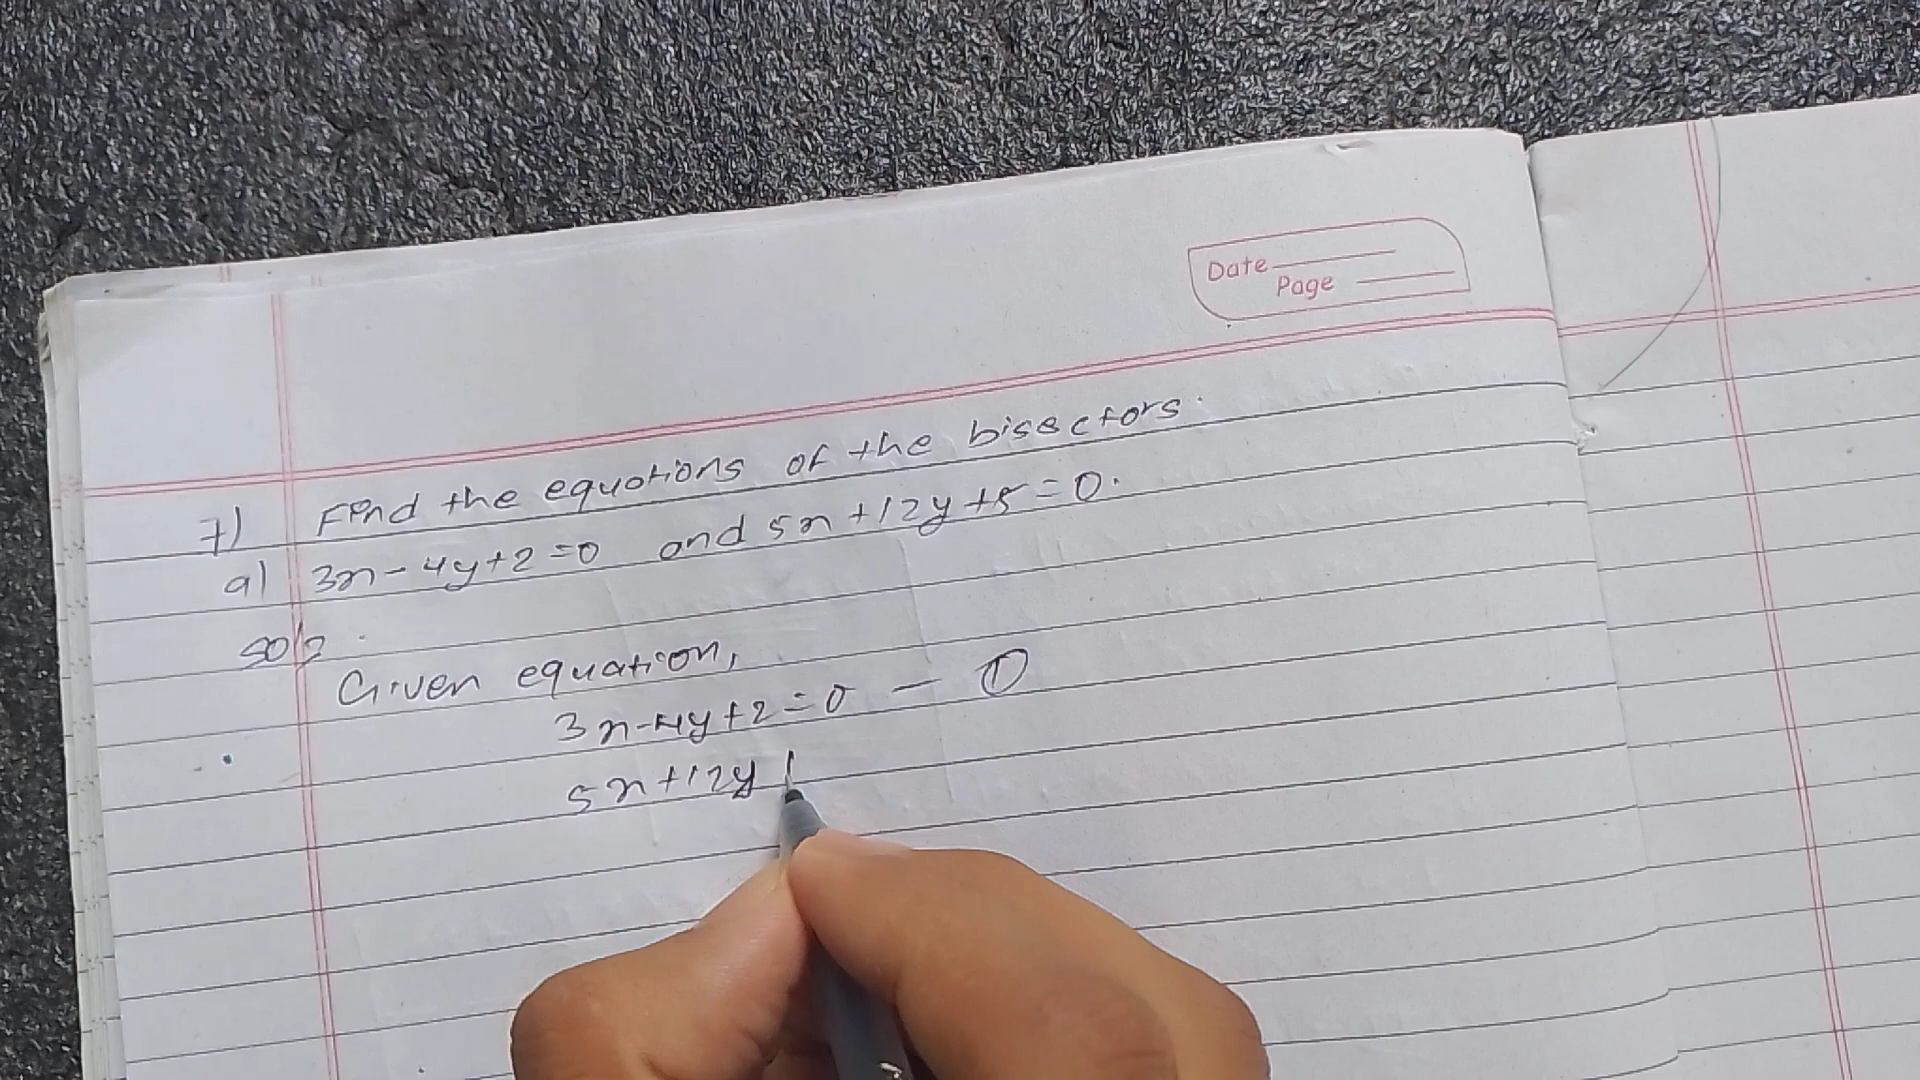 Date
Page
7) Find the equations of the bisectors.
a) 3x-4y+2=0 and 5x+12y+5=0.
Soln.
Given equation,
3x-4y+2=0 — ①
5x+12y